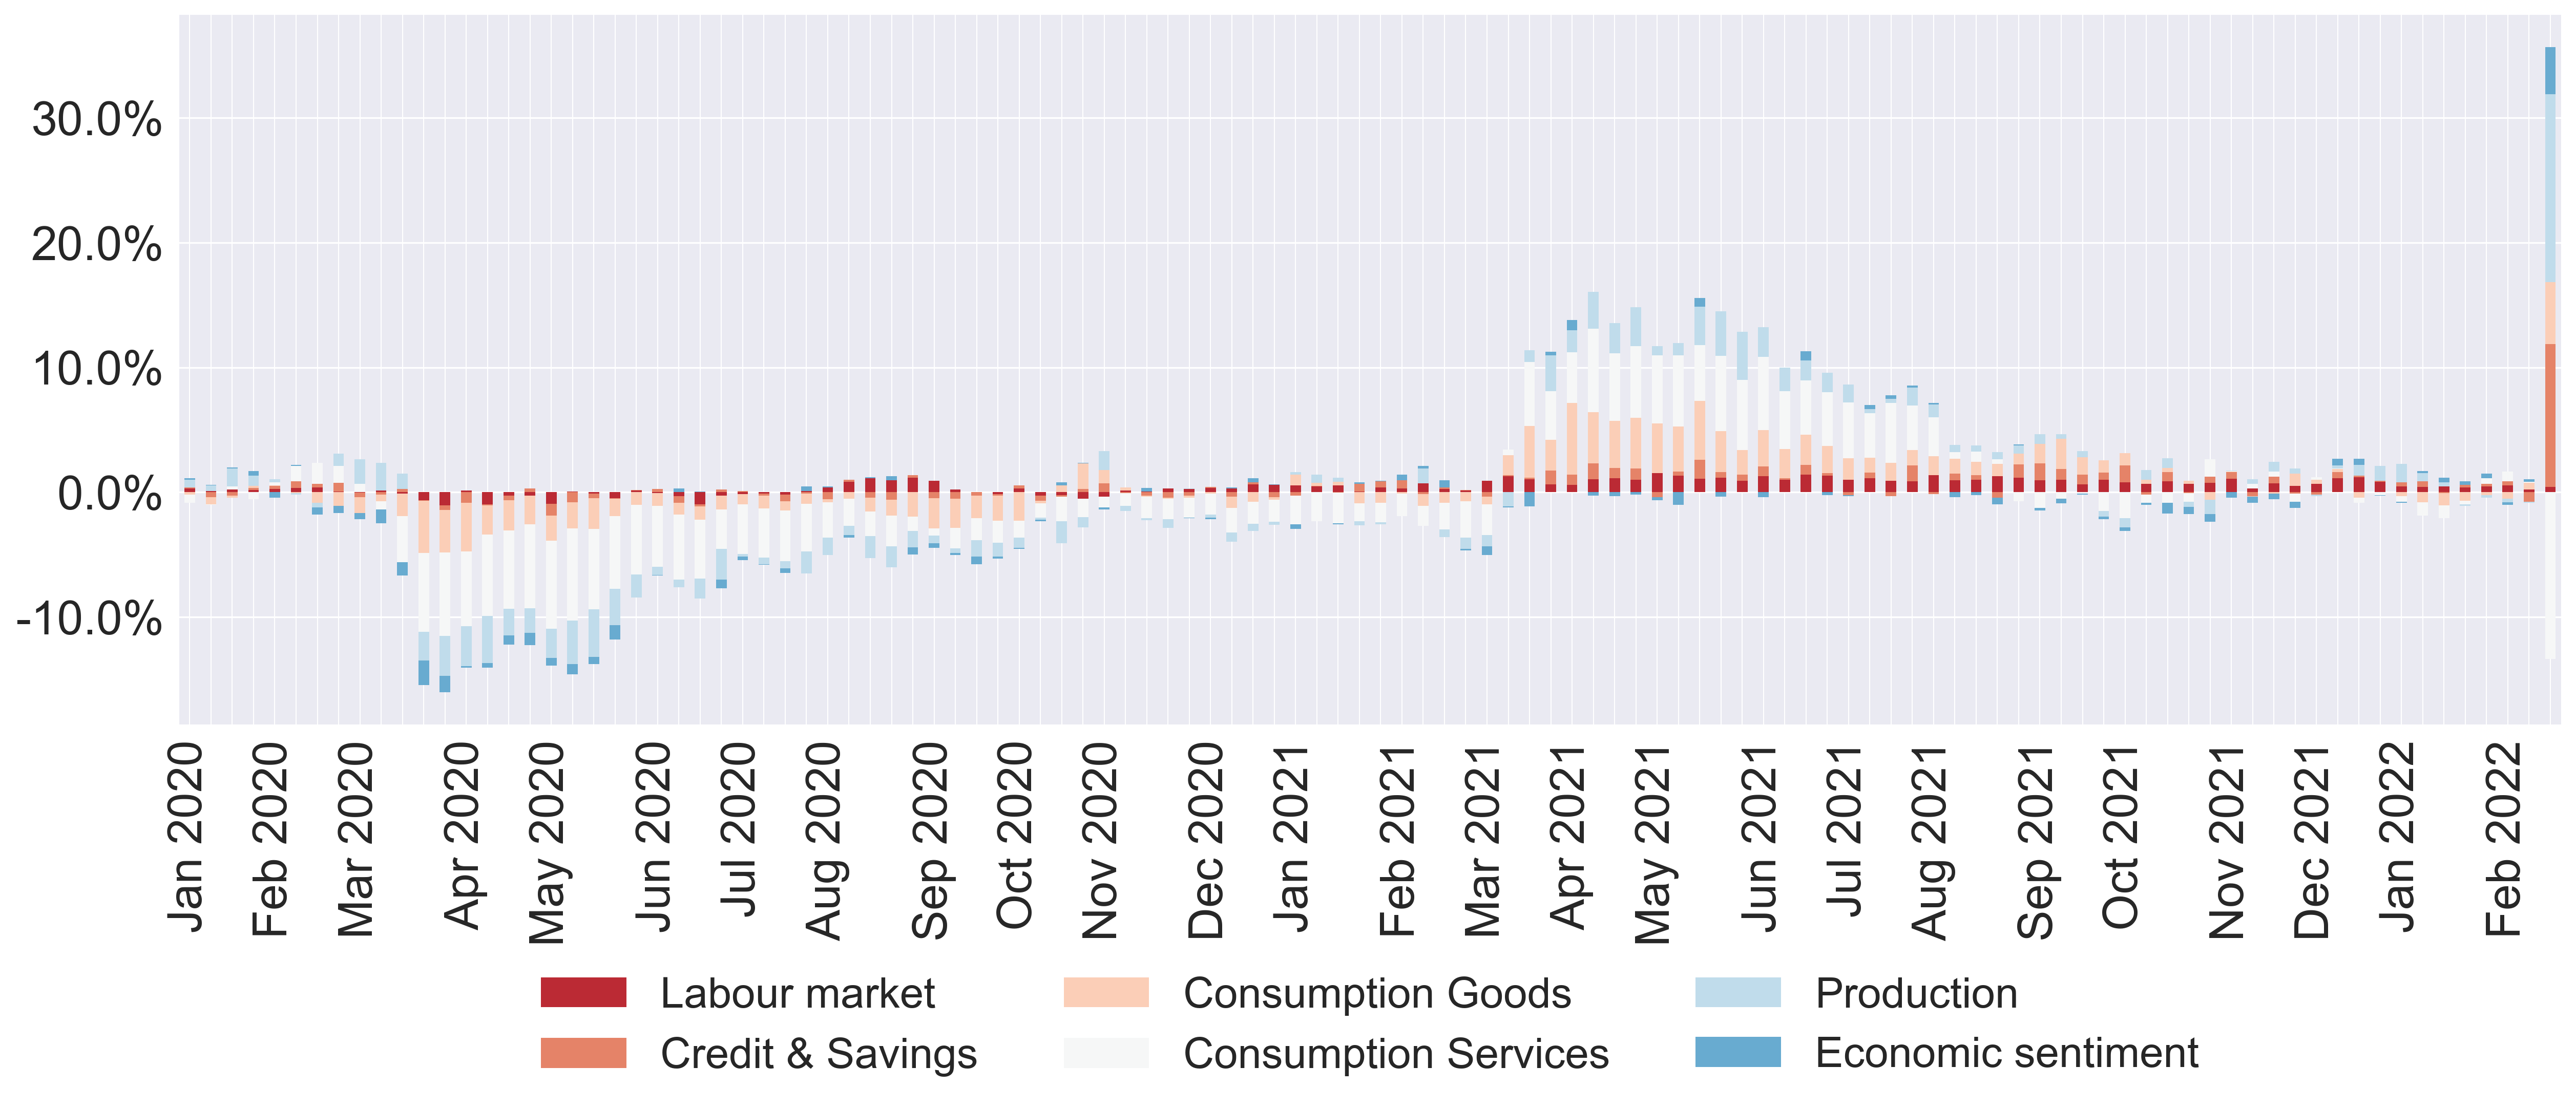 30.0%
20.0%
10.0%
0.0%
-10.0%
Jan 2020
Feb 2020
Mar 2020
Apr 2020
May 2020
Jun 2020
Jul 2020
Aug 2020
Sep 2020
Oct 2020
Nov 2020
Dec 2020
Jan 2021
Feb 2021
Mar 2021
Apr 2021
May 2021
Jun 2021
Jul 2021
Aug 2021
Sep 2021
Oct 2021
Nov 2021
Dec 2021
Jan 2022
Feb 2022
Labour market
Credit & Savings
Consumption Goods
Consumption Services
Production
Economic sentiment